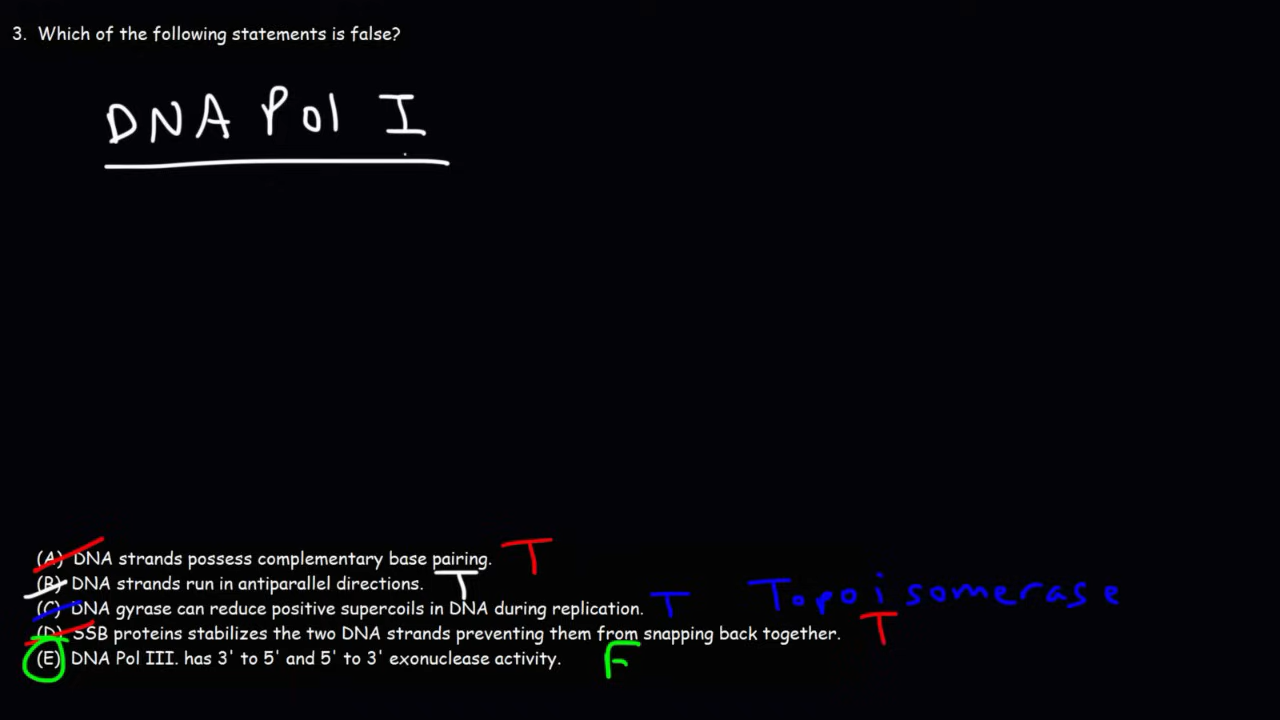 3. Which of the following statements is false?
DNA Pol I
(A) DNA strands possess complementary base pairing. T
(B) DNA strands run in antiparallel directions. T
(C) DNA gyrase can reduce positive supercoils in DNA during replication. T Topoisomerase
(D) SSB proteins stabilizes the two DNA strands preventing them from snapping back together. T
(E) DNA Pol III. has 3' to 5' and 5' to 3' exonuclease activity. F